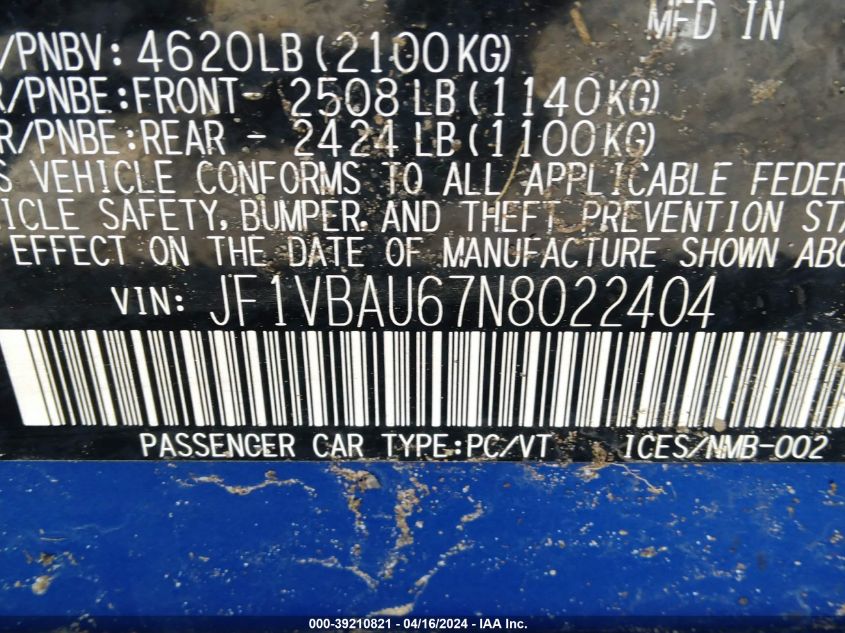 MFD IN
/PNBV: 4620LB (2100KG)
R/PNBE:FRONT- 2508 LB (1140KG)
R/PNBE:REAR - 2424 LB (1100KG)
S VEHICLE CONFORMS TO ALL APPLICABLE FEDER
HICLE SAFETY, BUMPER, AND THEFT PREVENTION STA
EFFECT ON THE DATE OF MANUFACTURE SHOWN ABO
VIN: JF1VBAU67N8022404
PASSENGER CAR TYPE:PC/VT ICES/NMB-002
000-39210821 - 04/16/2024 - IAA Inc.